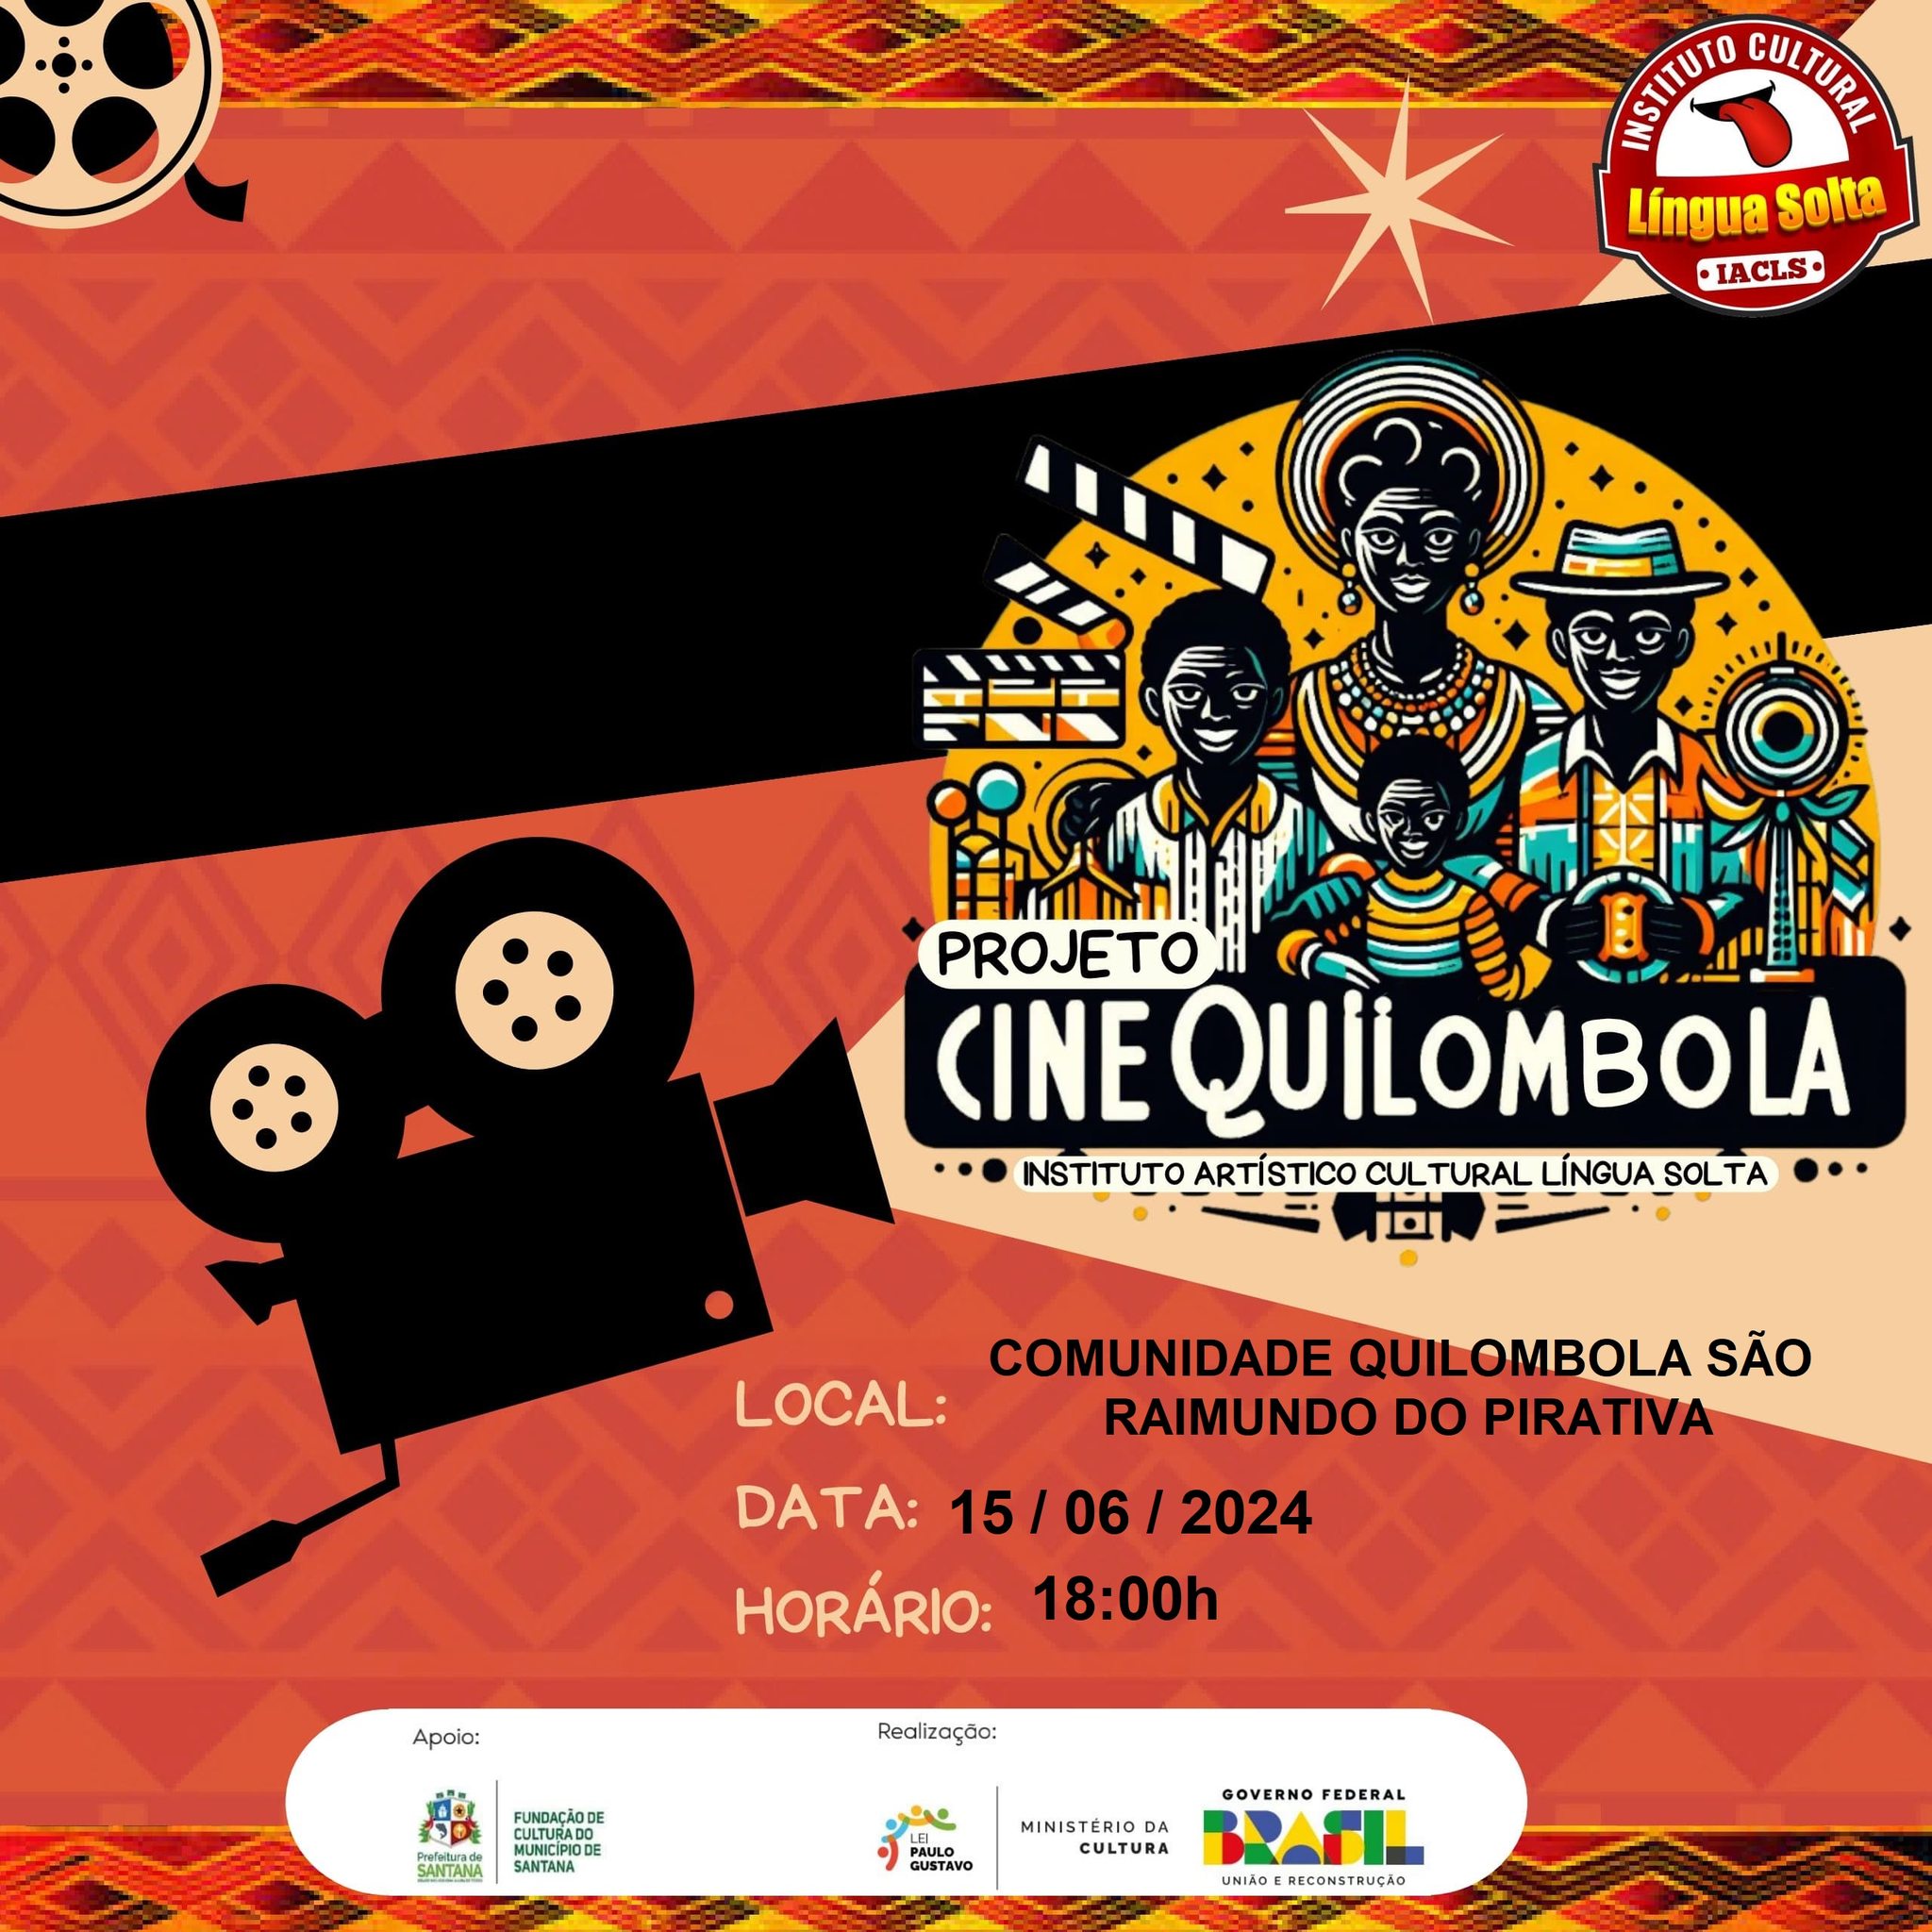 INSTITUTO CULTURAL
Língua Solta
• IACLS •
PROJETO
CINE QUILOMBOLA
INSTITUTO ARTÍSTICO CULTURAL LÍNGUA SOLTA
LOCAL:
COMUNIDADE QUILOMBOLA SÃO
RAIMUNDO DO PIRATIVA
DATA: 15 / 06 / 2024
HORÁRIO: 18:00h
Apoio:
Prefeitura de
SANTANA
FUNDAÇÃO DE
CULTURA DO
MUNICÍPIO DE
SANTANA
Realização:
LEI
PAULO
GUSTAVO
MINISTÉRIO DA
CULTURA
GOVERNO FEDERAL
BRASIL
UNIÃO E RECONSTRUÇÃO